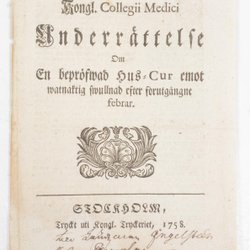 Kongl. Collegii Medici
Underrättelse
Om
En bepröfwad Hus-Cur emot
watnaktig swullnad efter förutgångne
febrar.
STOCKHOLM,
Tryckt uti Kongl. Tryckeriet, 1758.